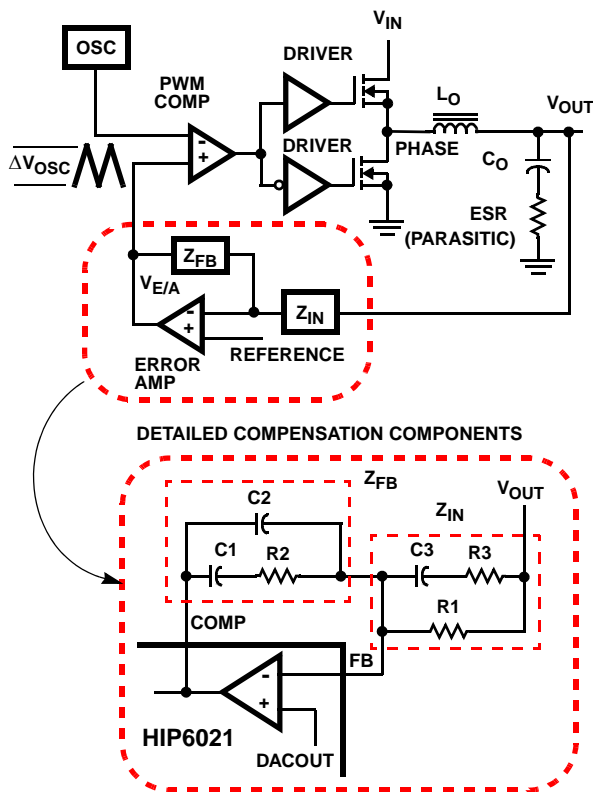 V_IN
OSC
DRIVER
PWM
COMP
L_O
V_OUT
-
+
DRIVER
PHASE
C_O
ΔV_OSC
ESR
(PARASITIC)
Z_FB
V_E/A
-
+
Z_IN
REFERENCE
ERROR
AMP
DETAILED COMPENSATION COMPONENTS
Z_FB
V_OUT
C2
Z_IN
C1
R2
C3
R3
R1
COMP
FB
-
+
HIP6021
DACOUT